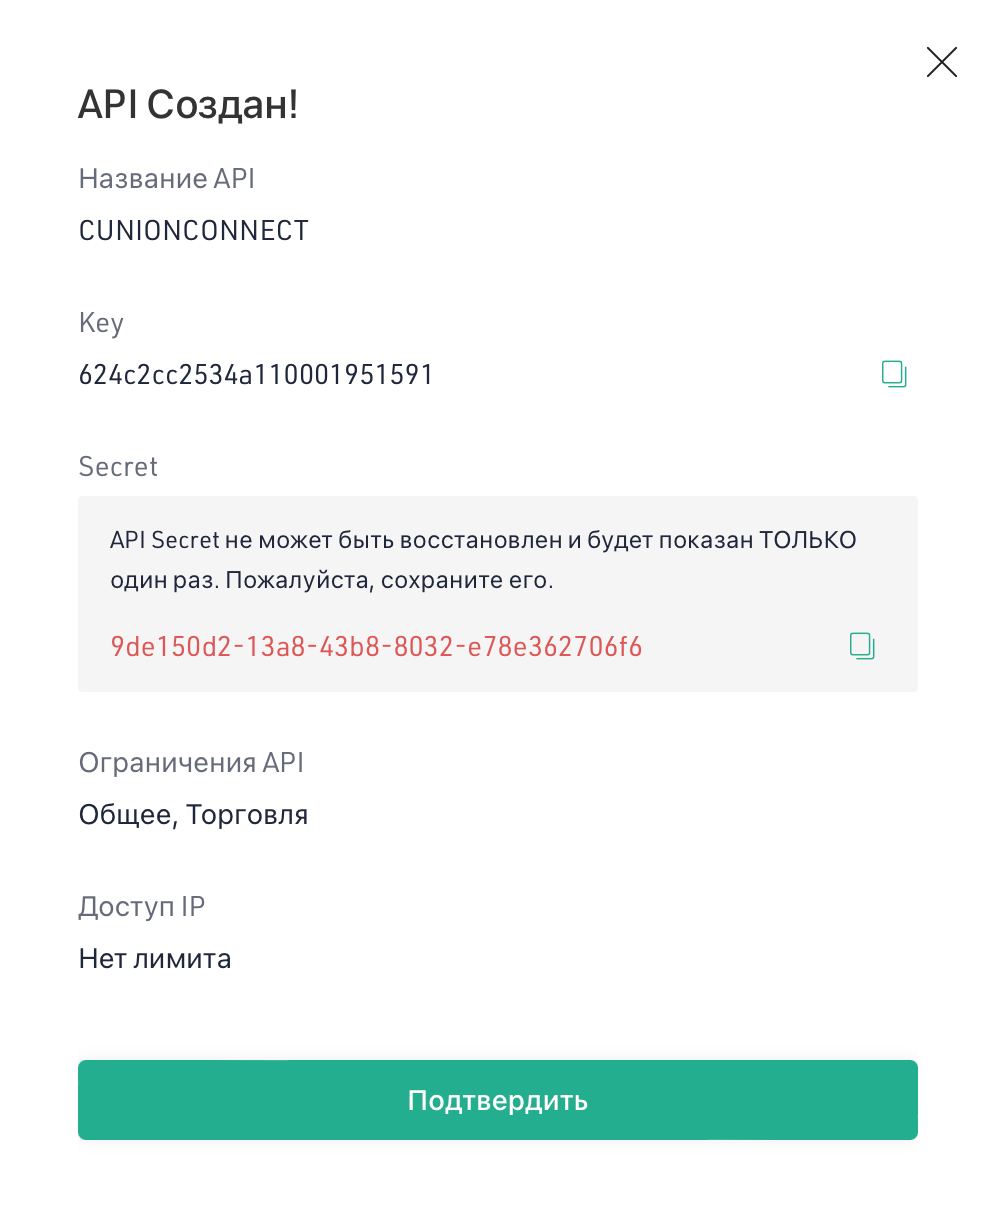 API Создан!
Название API
CUNIONCONNECT
Key
624c2cc2534a110001951591
Secret
API Secret не может быть восстановлен и будет показан ТОЛЬКО
один раз. Пожалуйста, сохраните его.
9de150d2-13a8-43b8-8032-e78e362706f6
Ограничения API
Общее, Торговля
Доступ IP
Нет лимита
Подтвердить